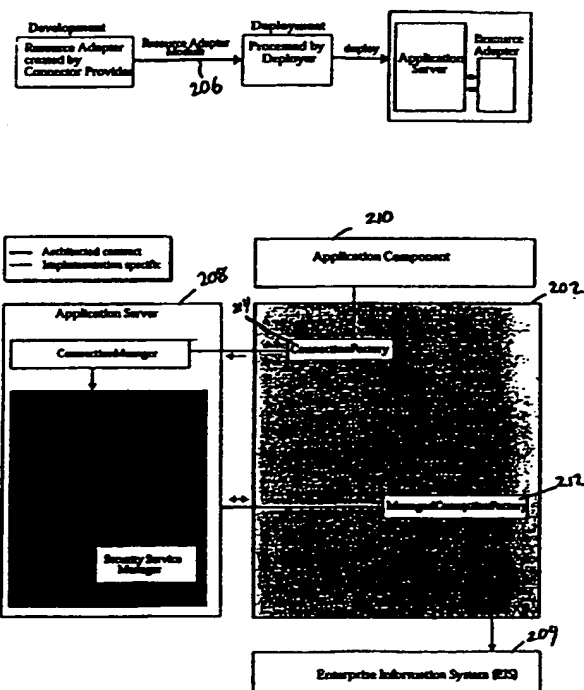 Development
Resource Adapter
created by
Connector Provider
Resource Adapter
Module
206
Deployment
Processed by
Deployer
deploy
Application
Server
Resource
Adapter
210
Architected contract
Implementation specific
Application Component
208
202
Application Server
ConnectionManager
ConnectionFactory
212
ManagedConnectionFactory
Security Service
Manager
204
Enterprise Information System (EIS)